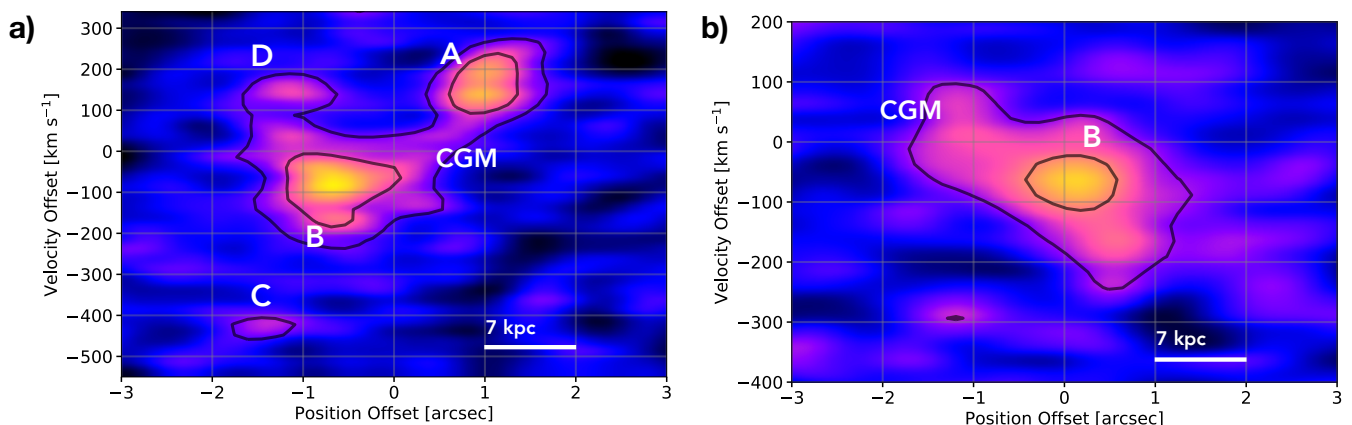 a)
300
200
100
0
−100
−200
−300
−400
−500
Velocity Offset [km s⁻¹]
D
A
CGM
B
C
7 kpc
−3 −2 −1 0 1 2 3
Position Offset [arcsec]
b)
200
100
0
−100
−200
−300
−400
Velocity Offset [km s⁻¹]
CGM
B
7 kpc
−3 −2 −1 0 1 2 3
Position Offset [arcsec]